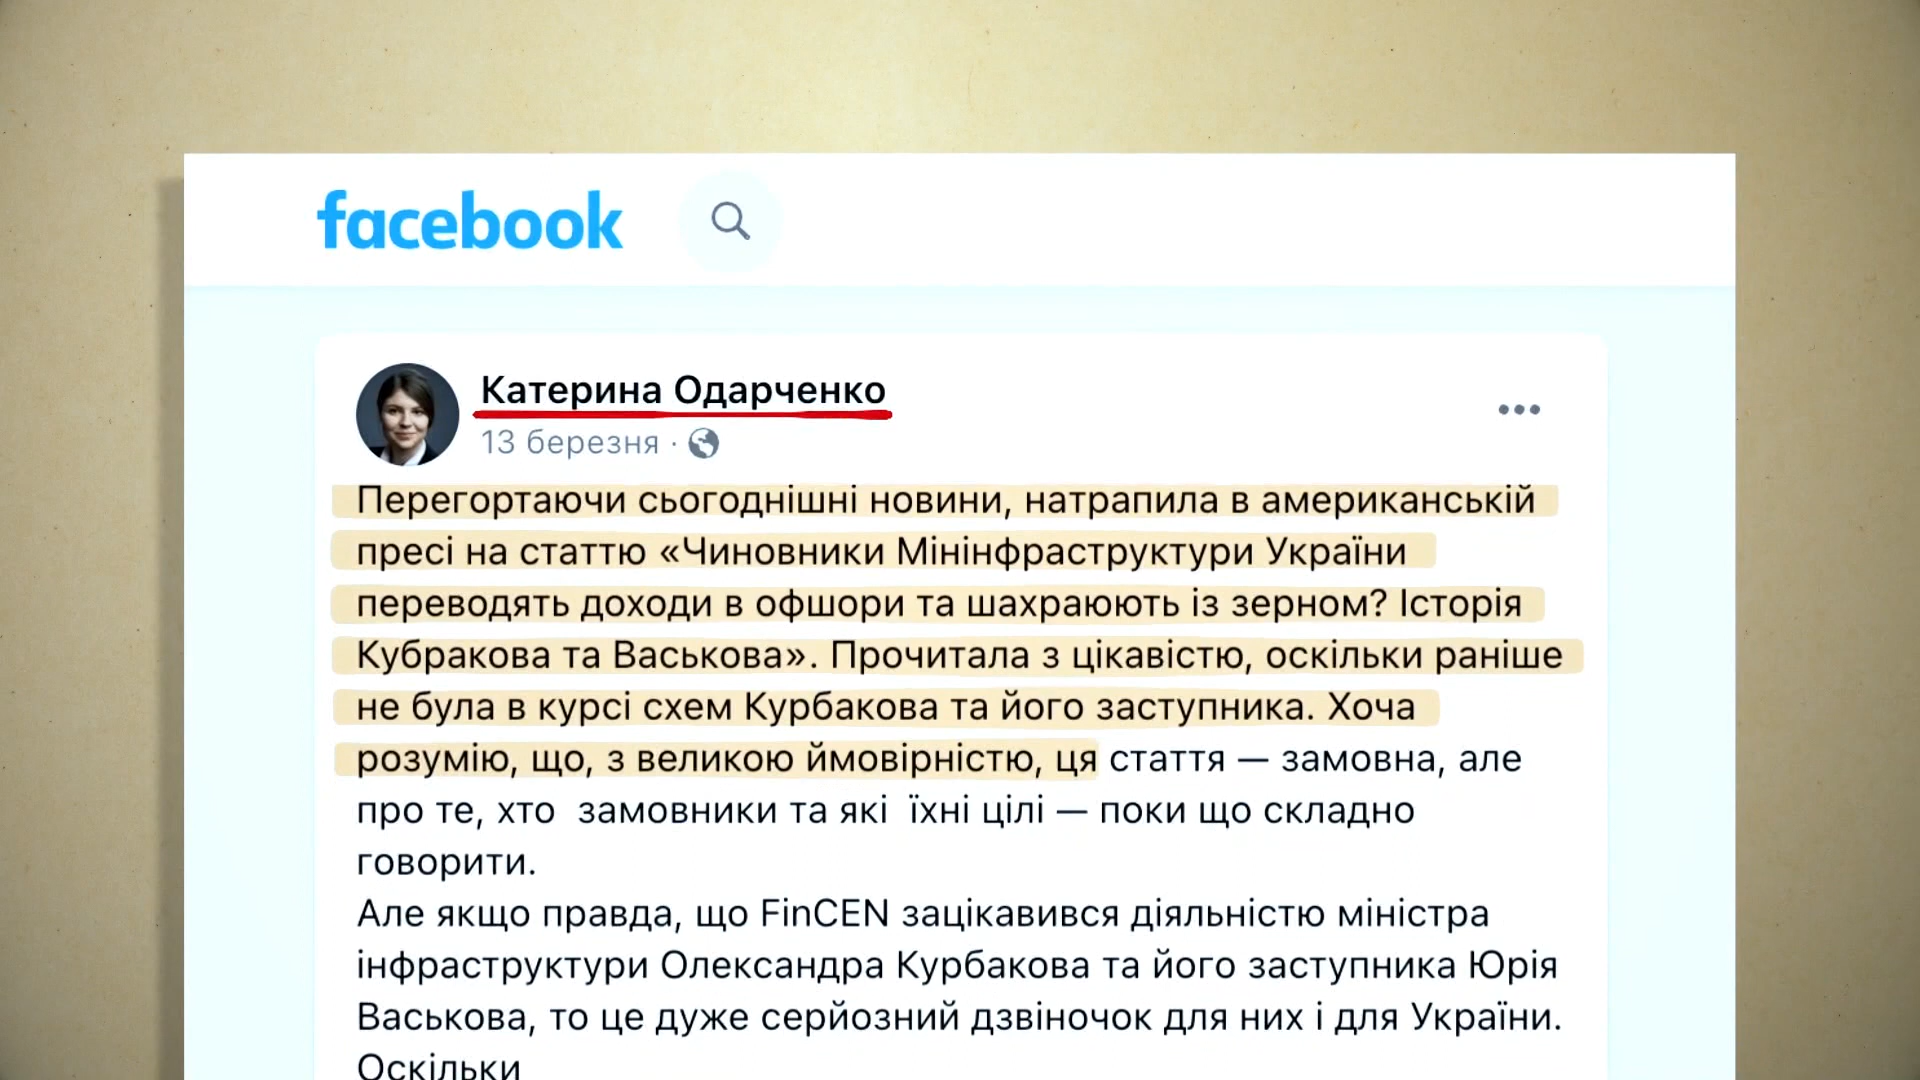 facebook
Катерина Одарченко
13 березня ·
Перегортаючи сьогоднішні новини, натрапила в американській
пресі на статтю «Чиновники Мінінфраструктури України
переводять доходи в офшори та шахраюють із зерном? Історія
Кубракова та Васькова». Прочитала з цікавістю, оскільки раніше
не була в курсі схем Курбакова та його заступника. Хоча
розумію, що, з великою ймовірністю, ця стаття — замовна, але
про те, хто  замовники та які  їхні цілі — поки що складно
говорити.
Але якщо правда, що FinCEN зацікавився діяльністю міністра
інфраструктури Олександра Курбакова та його заступника Юрія
Васькова, то це дуже серйозний дзвіночок для них і для України.
Оскільки